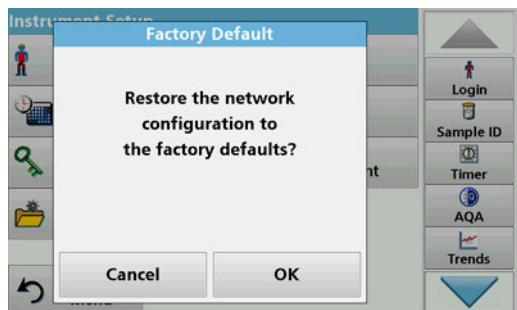 Factory Default
Restore the network
configuration to
the factory defaults?
Cancel
OK
Login
Sample ID
Timer
AQA
Trends